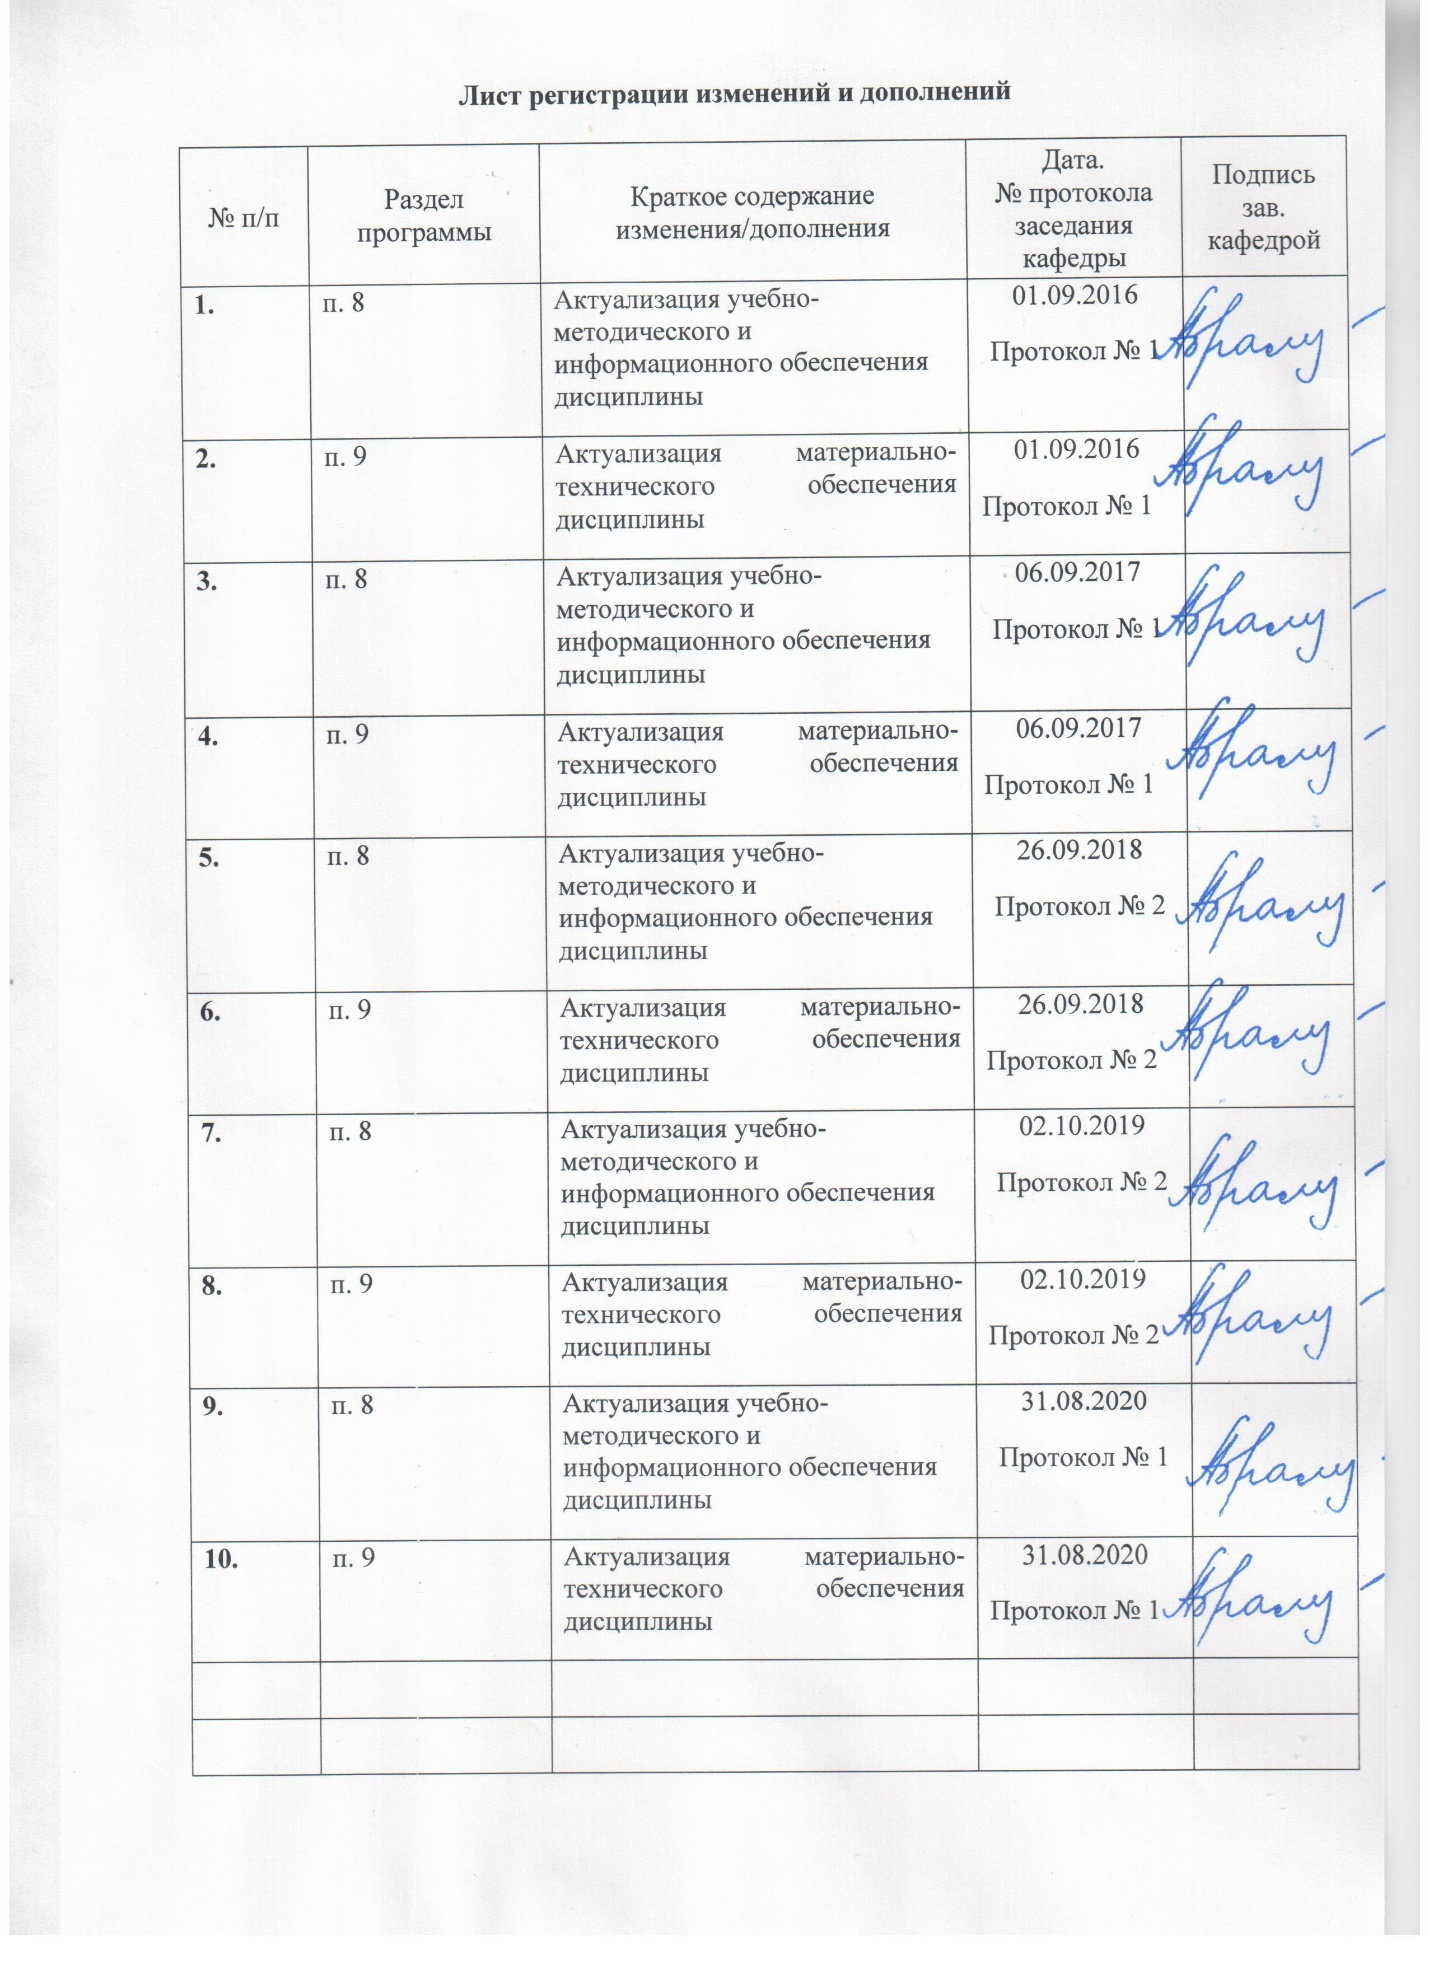 Лист регистрации изменений и дополнений
№ п/п
Раздел
программы
Краткое содержание
изменения/дополнения
Дата.
№ протокола
заседания
кафедры
Подпись
зав.
кафедрой
1.
п. 8
Актуализация учебно-
методического и
информационного обеспечения
дисциплины
01.09.2016
Протокол № 1
2.
п. 9
Актуализация материально-
технического обеспечения
дисциплины
01.09.2016
Протокол № 1
3.
п. 8
Актуализация учебно-
методического и
информационного обеспечения
дисциплины
06.09.2017
Протокол № 1
4.
п. 9
Актуализация материально-
технического обеспечения
дисциплины
06.09.2017
Протокол № 1
5.
п. 8
Актуализация учебно-
методического и
информационного обеспечения
дисциплины
26.09.2018
Протокол № 2
6.
п. 9
Актуализация материально-
технического обеспечения
дисциплины
26.09.2018
Протокол № 2
7.
п. 8
Актуализация учебно-
методического и
информационного обеспечения
дисциплины
02.10.2019
Протокол № 2
8.
п. 9
Актуализация материально-
технического обеспечения
дисциплины
02.10.2019
Протокол № 2
9.
п. 8
Актуализация учебно-
методического и
информационного обеспечения
дисциплины
31.08.2020
Протокол № 1
10.
п. 9
Актуализация материально-
технического обеспечения
дисциплины
31.08.2020
Протокол № 1